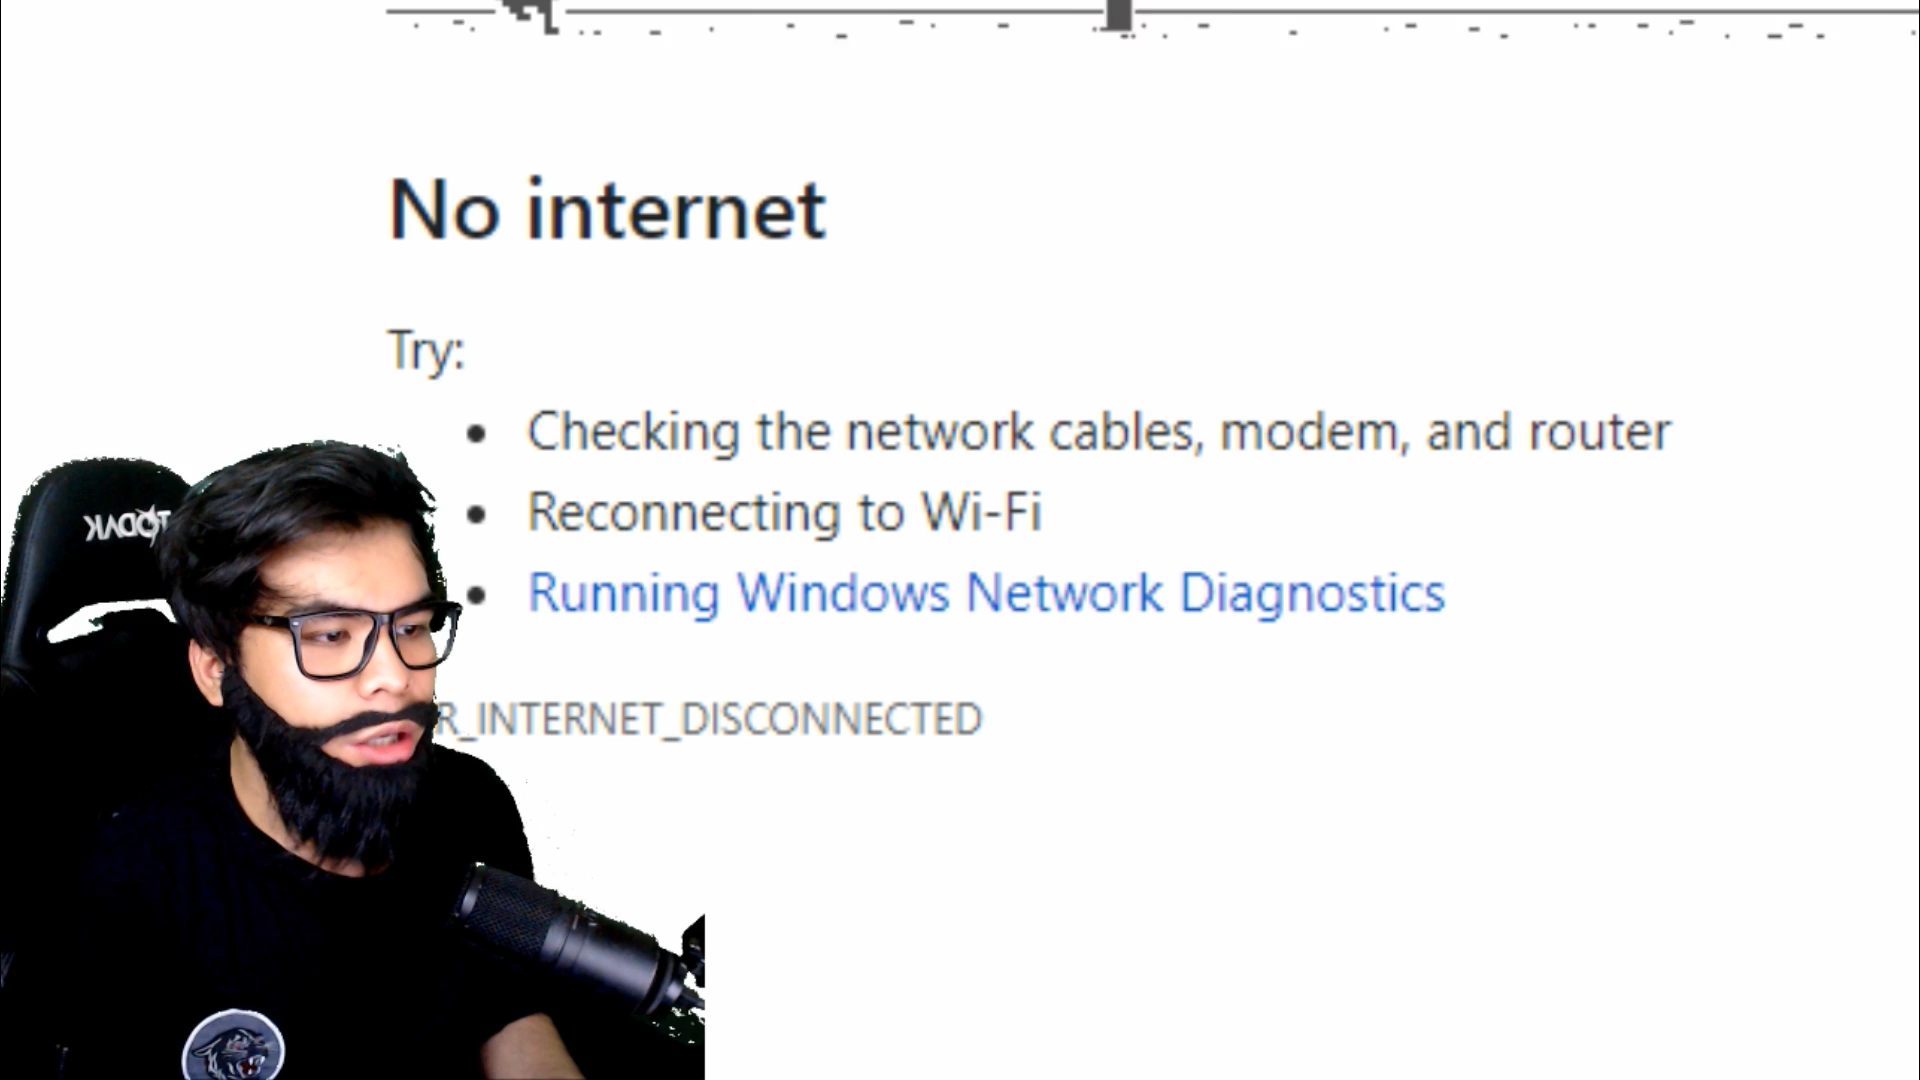 No internet
Try:
Checking the network cables, modem, and router
Reconnecting to Wi-Fi
Running Windows Network Diagnostics
R_INTERNET_DISCONNECTED